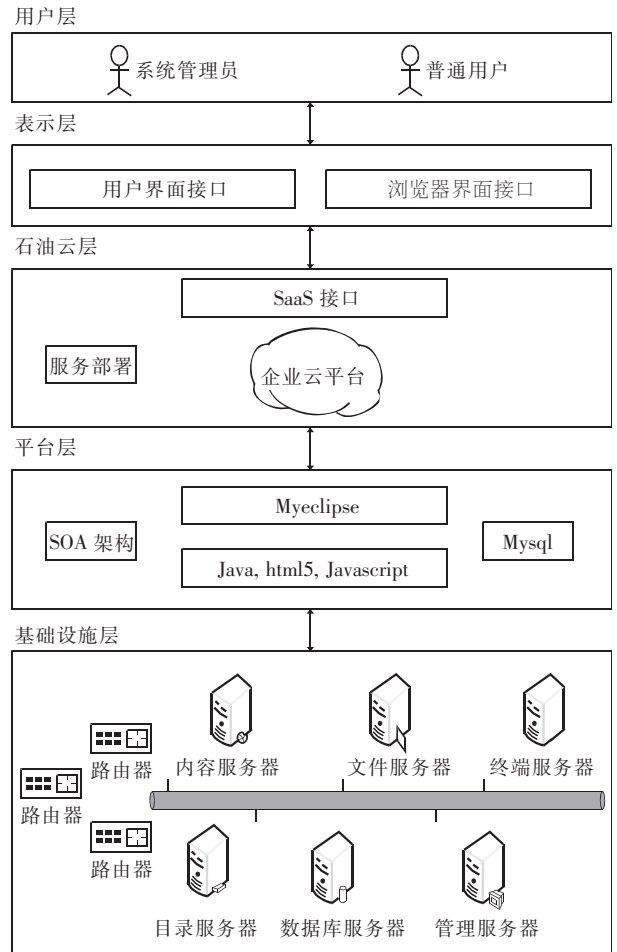 用户层
系统管理员
普通用户
表示层
用户界面接口
浏览器界面接口
石油云层
SaaS 接口
服务部署
企业云平台
平台层
Myeclipse
SOA 架构
Mysql
Java, html5, Javascript
基础设施层
路由器
内容服务器
文件服务器
终端服务器
路由器
路由器
目录服务器
数据库服务器
管理服务器